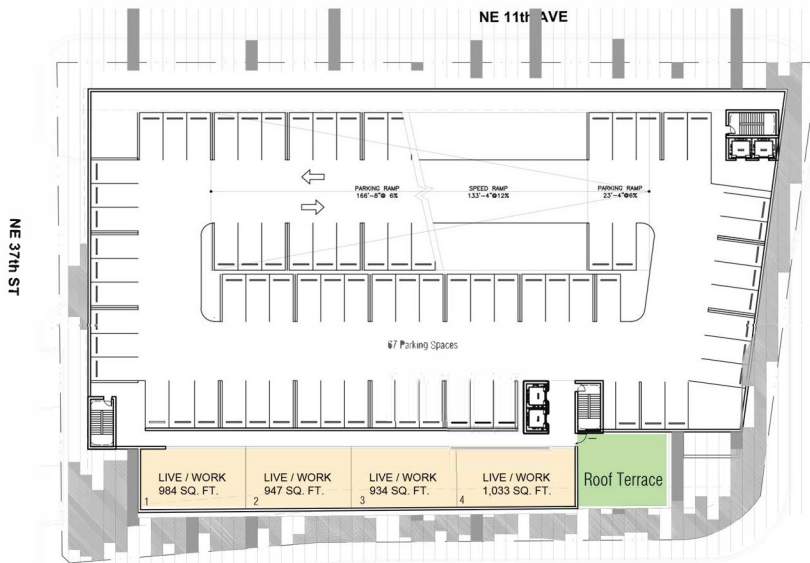 NE 11th AVE
NE 37th ST
PARKING RAMP
166'-8"@ 6%
SPEED RAMP
133'-4"@12%
PARKING RAMP
23'-4"@6%
67 Parking Spaces
LIVE / WORK
984 SQ. FT.
1
LIVE / WORK
947 SQ. FT.
2
LIVE / WORK
934 SQ. FT.
3
LIVE / WORK
1,033 SQ. FT.
4
Roof Terrace